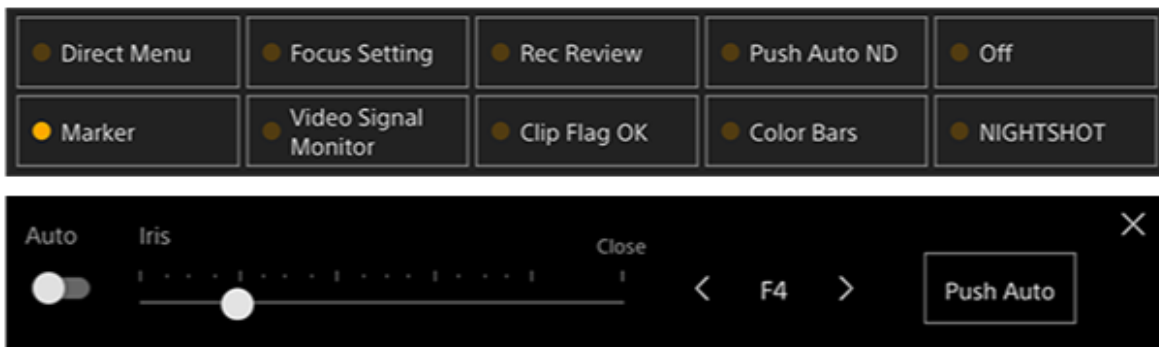 Direct Menu
Focus Setting
Rec Review
Push Auto ND
Off
Marker
Video Signal
Monitor
Clip Flag OK
Color Bars
NIGHTSHOT
Auto
Iris
Close
F4
Push Auto